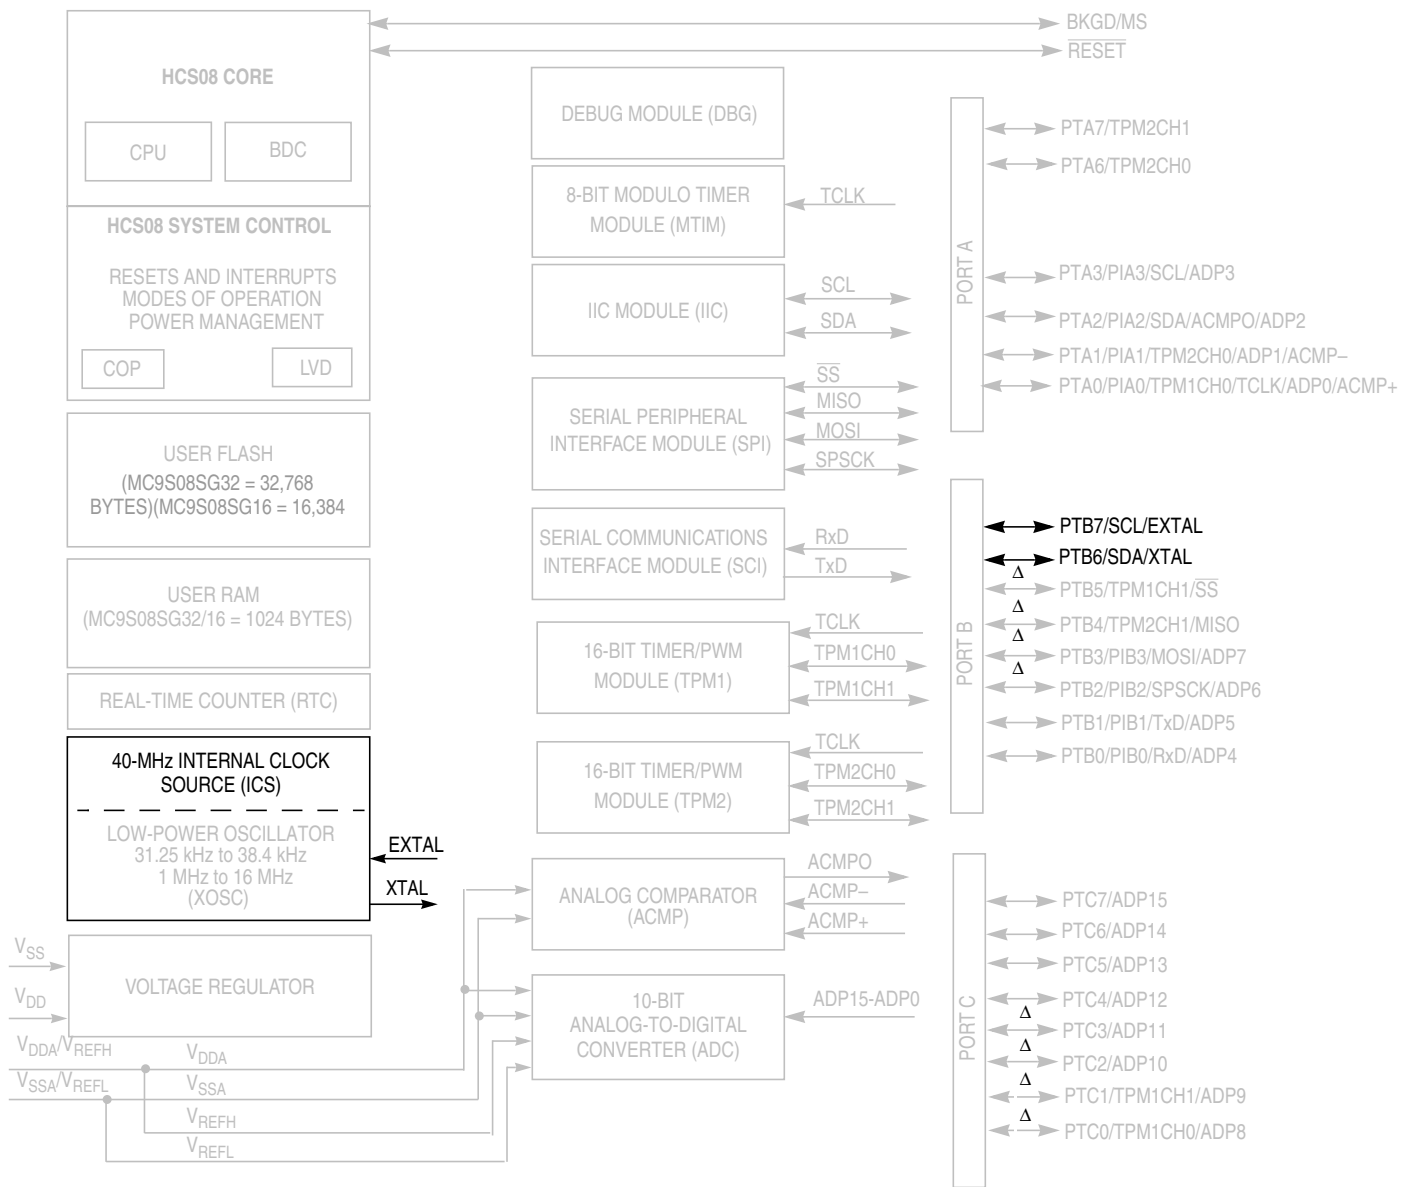 HCS08 CORE
CPU
BDC
HCS08 SYSTEM CONTROL
RESETS AND INTERRUPTS
MODES OF OPERATION
POWER MANAGEMENT
COP
LVD
USER FLASH
(MC9S08SG32 = 32,768
BYTES)(MC9S08SG16 = 16,384
USER RAM
(MC9S08SG32/16 = 1024 BYTES)
REAL-TIME COUNTER (RTC)
40-MHz INTERNAL CLOCK
SOURCE (ICS)
LOW-POWER OSCILLATOR
31.25 kHz to 38.4 kHz
1 MHz to 16 MHz
(XOSC)
EXTAL
XTAL
VSS
VDD
VOLTAGE REGULATOR
VDDA/VREFH
VSSA/VREFL
VDDA
VSSA
VREFH
VREFL
DEBUG MODULE (DBG)
8-BIT MODULO TIMER
MODULE (MTIM)
TCLK
IIC MODULE (IIC)
SCL
SDA
SERIAL PERIPHERAL
INTERFACE MODULE (SPI)
SS
MISO
MOSI
SPSCK
SERIAL COMMUNICATIONS
INTERFACE MODULE (SCI)
RxD
TxD
16-BIT TIMER/PWM
MODULE (TPM1)
TCLK
TPM1CH0
TPM1CH1
16-BIT TIMER/PWM
MODULE (TPM2)
TCLK
TPM2CH0
TPM2CH1
ANALOG COMPARATOR
(ACMP)
ACMPO
ACMP–
ACMP+
10-BIT
ANALOG-TO-DIGITAL
CONVERTER (ADC)
ADP15-ADP0
BKGD/MS
RESET
PORT A
PTA7/TPM2CH1
PTA6/TPM2CH0
PTA3/PIA3/SCL/ADP3
PTA2/PIA2/SDA/ACMPO/ADP2
PTA1/PIA1/TPM2CH0/ADP1/ACMP–
PTA0/PIA0/TPM1CH0/TCLK/ADP0/ACMP+
PORT B
PTB7/SCL/EXTAL
PTB6/SDA/XTAL
Δ
PTB5/TPM1CH1/SS
Δ
PTB4/TPM2CH1/MISO
Δ
PTB3/PIB3/MOSI/ADP7
Δ
PTB2/PIB2/SPSCK/ADP6
PTB1/PIB1/TxD/ADP5
PTB0/PIB0/RxD/ADP4
PORT C
PTC7/ADP15
PTC6/ADP14
PTC5/ADP13
PTC4/ADP12
Δ
PTC3/ADP11
Δ
PTC2/ADP10
Δ
PTC1/TPM1CH1/ADP9
Δ
PTC0/TPM1CH0/ADP8